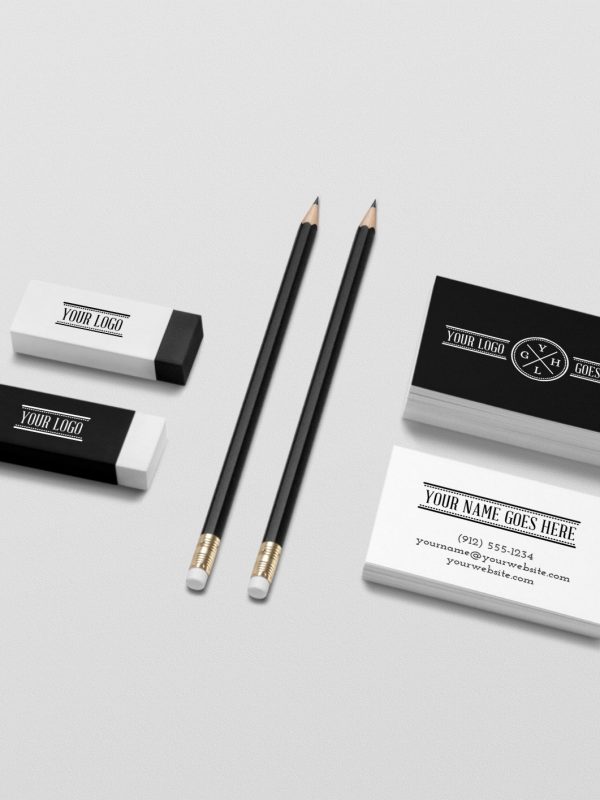 YOUR LOGO
YOUR LOGO
YOUR LOGO
Y
G H
L
GOES
YOUR NAME GOES HERE
(912) 555-1234
yourname@yourwebsite.com
yourwebsite.com